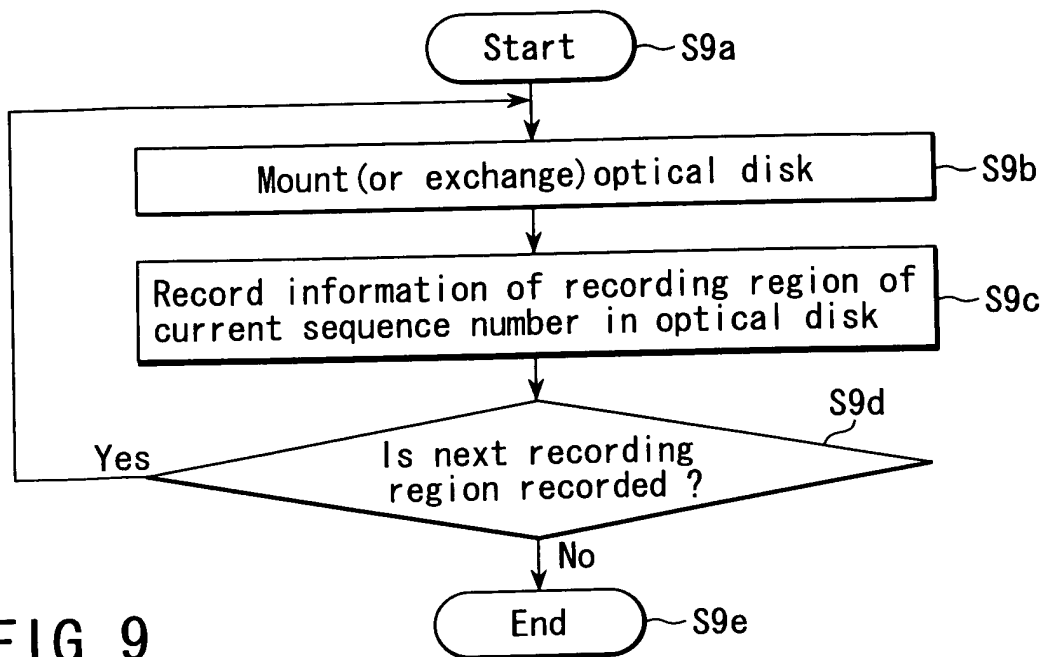 Start
S9a
Mount(or exchange)optical disk
S9b
Record information of recording region of
current sequence number in optical disk
S9c
S9d
Is next recording
region recorded ?
Yes
No
End
S9e
FIG 9